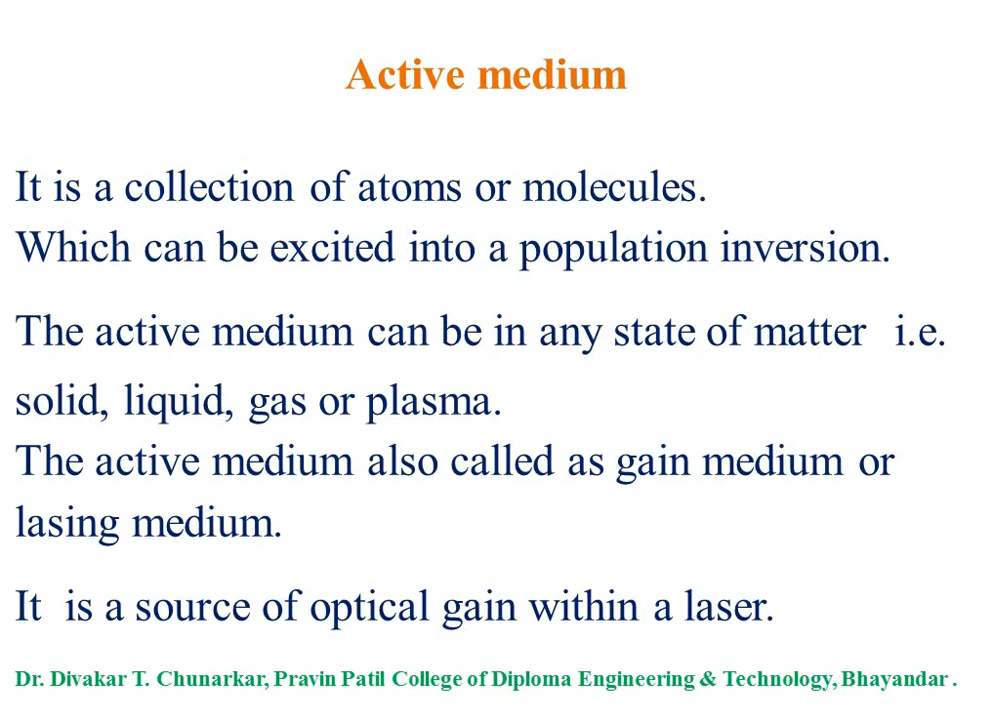 Active medium
It is a collection of atoms or molecules.
Which can be excited into a population inversion.
The active medium can be in any state of matter i.e.
solid, liquid, gas or plasma.
The active medium also called as gain medium or
lasing medium.
It is a source of optical gain within a laser.
Dr. Divakar T. Chunarkar, Pravin Patil College of Diploma Engineering & Technology, Bhayandar .